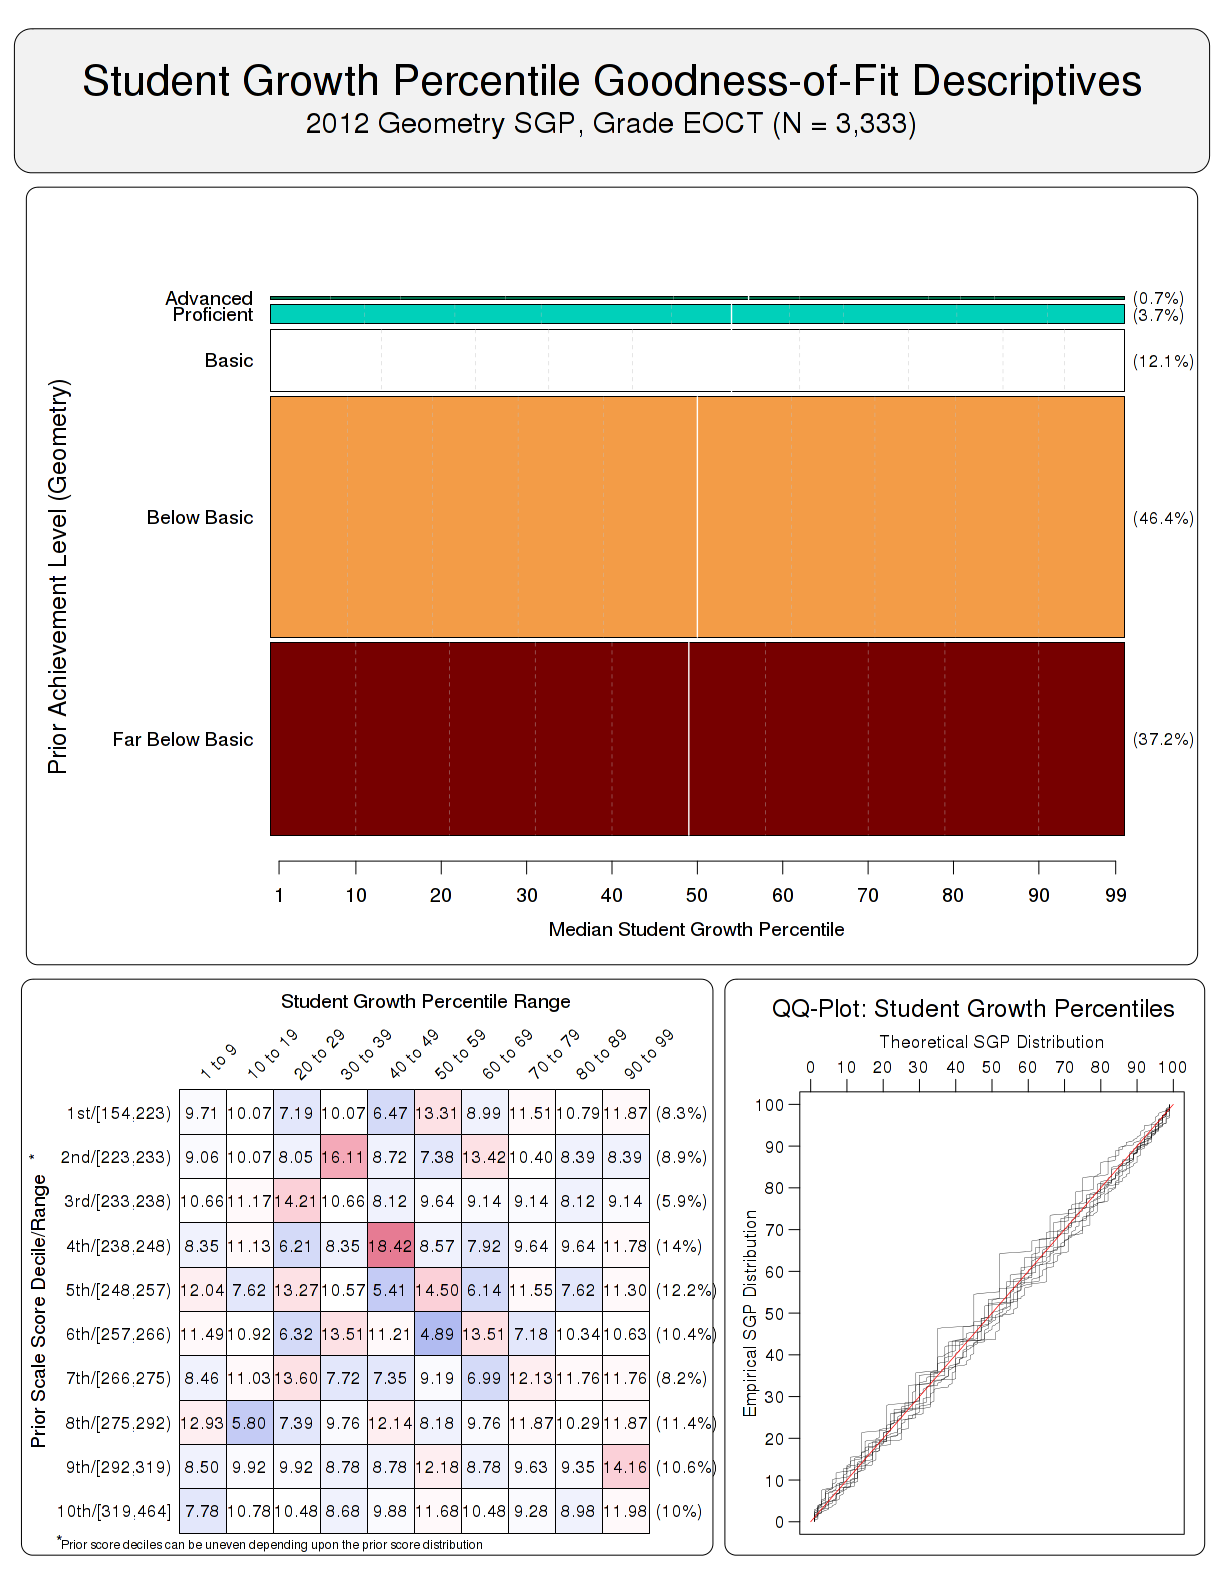 Student Growth Percentile Goodness-of-Fit Descriptives
2012 Geometry SGP, Grade EOCT (N = 3,333)
Prior Achievement Level (Geometry)
Advanced (0.7%)
Proficient (3.7%)
Basic (12.1%)
Below Basic (46.4%)
Far Below Basic (37.2%)
1 10 20 30 40 50 60 70 80 90 99
Median Student Growth Percentile
Student Growth Percentile Range
1 to 9 10 to 19 20 to 29 30 to 39 40 to 49 50 to 59 60 to 69 70 to 79 80 to 89 90 to 99
Prior Scale Score Decile/Range *
1st/[154,223) 9.71 10.07 7.19 10.07 6.47 13.31 8.99 11.51 10.79 11.87 (8.3%)
2nd/[223,233) 9.06 10.07 8.05 16.11 8.72 7.38 13.42 10.40 8.39 8.39 (8.9%)
3rd/[233,238) 10.66 11.17 14.21 10.66 8.12 9.64 9.14 9.14 8.12 9.14 (5.9%)
4th/[238,248) 8.35 11.13 6.21 8.35 18.42 8.57 7.92 9.64 9.64 11.78 (14%)
5th/[248,257) 12.04 7.62 13.27 10.57 5.41 14.50 6.14 11.55 7.62 11.30 (12.2%)
6th/[257,266) 11.49 10.92 6.32 13.51 11.21 4.89 13.51 7.18 10.34 10.63 (10.4%)
7th/[266,275) 8.46 11.03 13.60 7.72 7.35 9.19 6.99 12.13 11.76 11.76 (8.2%)
8th/[275,292) 12.93 5.80 7.39 9.76 12.14 8.18 9.76 11.87 10.29 11.87 (11.4%)
9th/[292,319) 8.50 9.92 9.92 8.78 8.78 12.18 8.78 9.63 9.35 14.16 (10.6%)
10th/[319,464] 7.78 10.78 10.48 8.68 9.88 11.68 10.48 9.28 8.98 11.98 (10%)
*Prior score deciles can be uneven depending upon the prior score distribution
QQ-Plot: Student Growth Percentiles
Theoretical SGP Distribution
0 10 20 30 40 50 60 70 80 90 100
Empirical SGP Distribution
100
90
80
70
60
50
40
30
20
10
0